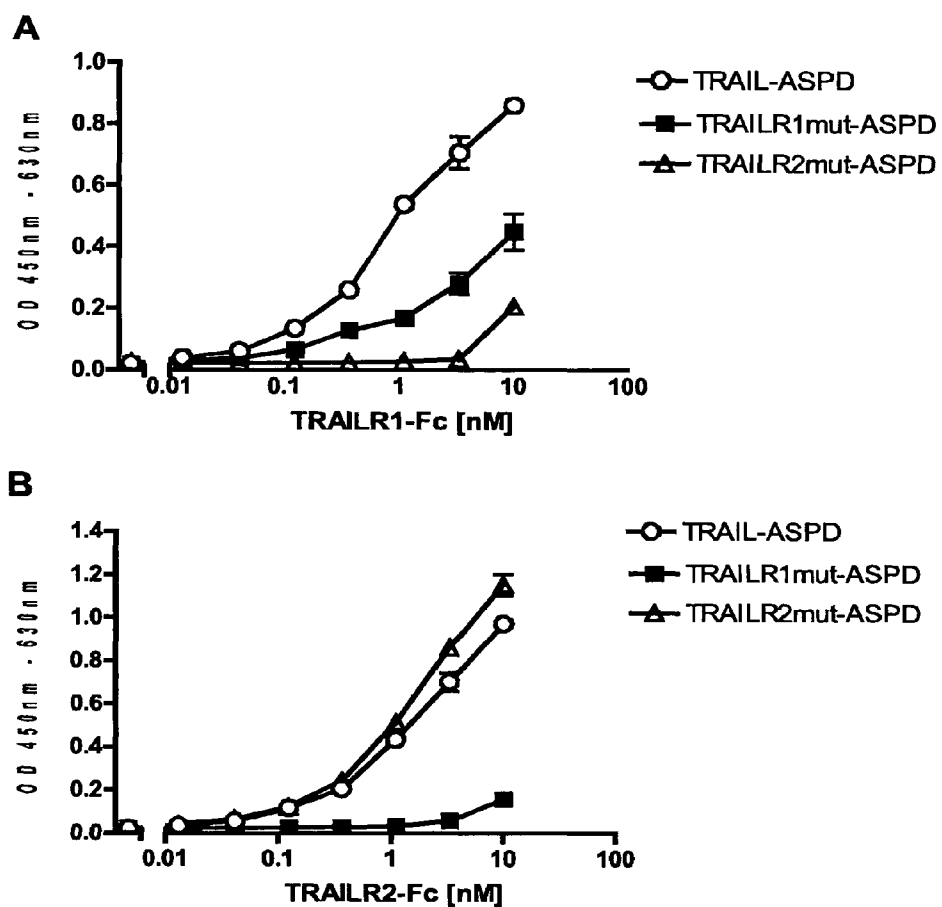 A
1.0
0.8
0.6
0.4
0.2
0.0
OD 450nm - 630nm
0.01
0.1
1
10
100
TRAILR1-Fc [nM]
TRAIL-ASPD
TRAILR1mut-ASPD
TRAILR2mut-ASPD
B
1.4
1.2
1.0
0.8
0.6
0.4
0.2
0.0
OD 450nm - 630nm
0.01
0.1
1
10
100
TRAILR2-Fc [nM]
TRAIL-ASPD
TRAILR1mut-ASPD
TRAILR2mut-ASPD